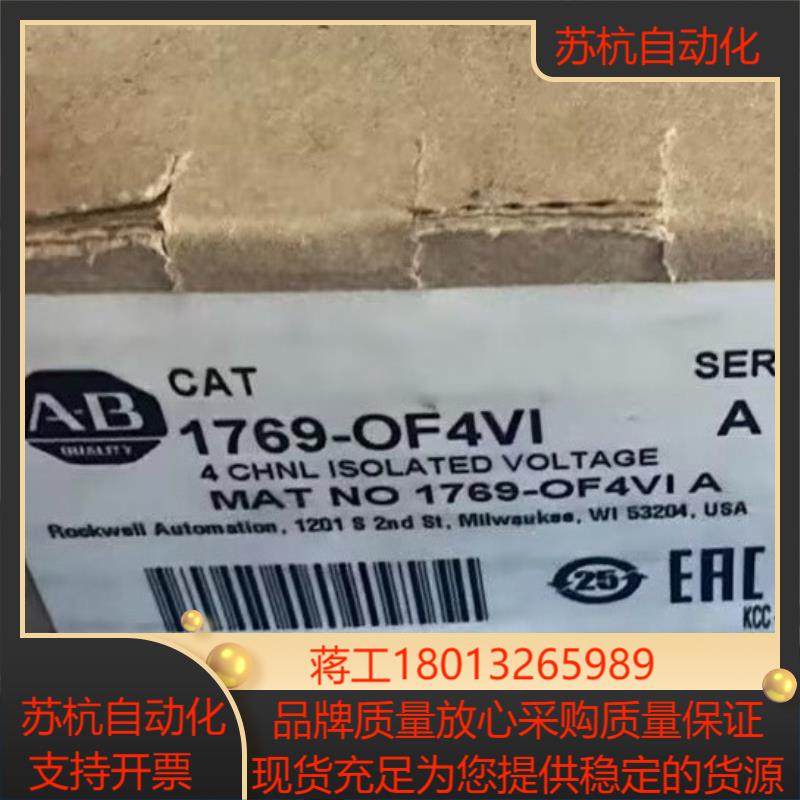 苏杭自动化
CAT
SER
A-B
QUALITY
1769-OF4VI
A
4 CHNL ISOLATED VOLTAGE
MAT NO 1769-OF4VI A
Rockwell Automation, 1201 S 2nd St, Milwaukee, WI 53204, USA
25
EAC
KCC
蒋工18013265989
苏杭自动化
支持开票
品牌质量放心采购质量保证
现货充足为您提供稳定的货源